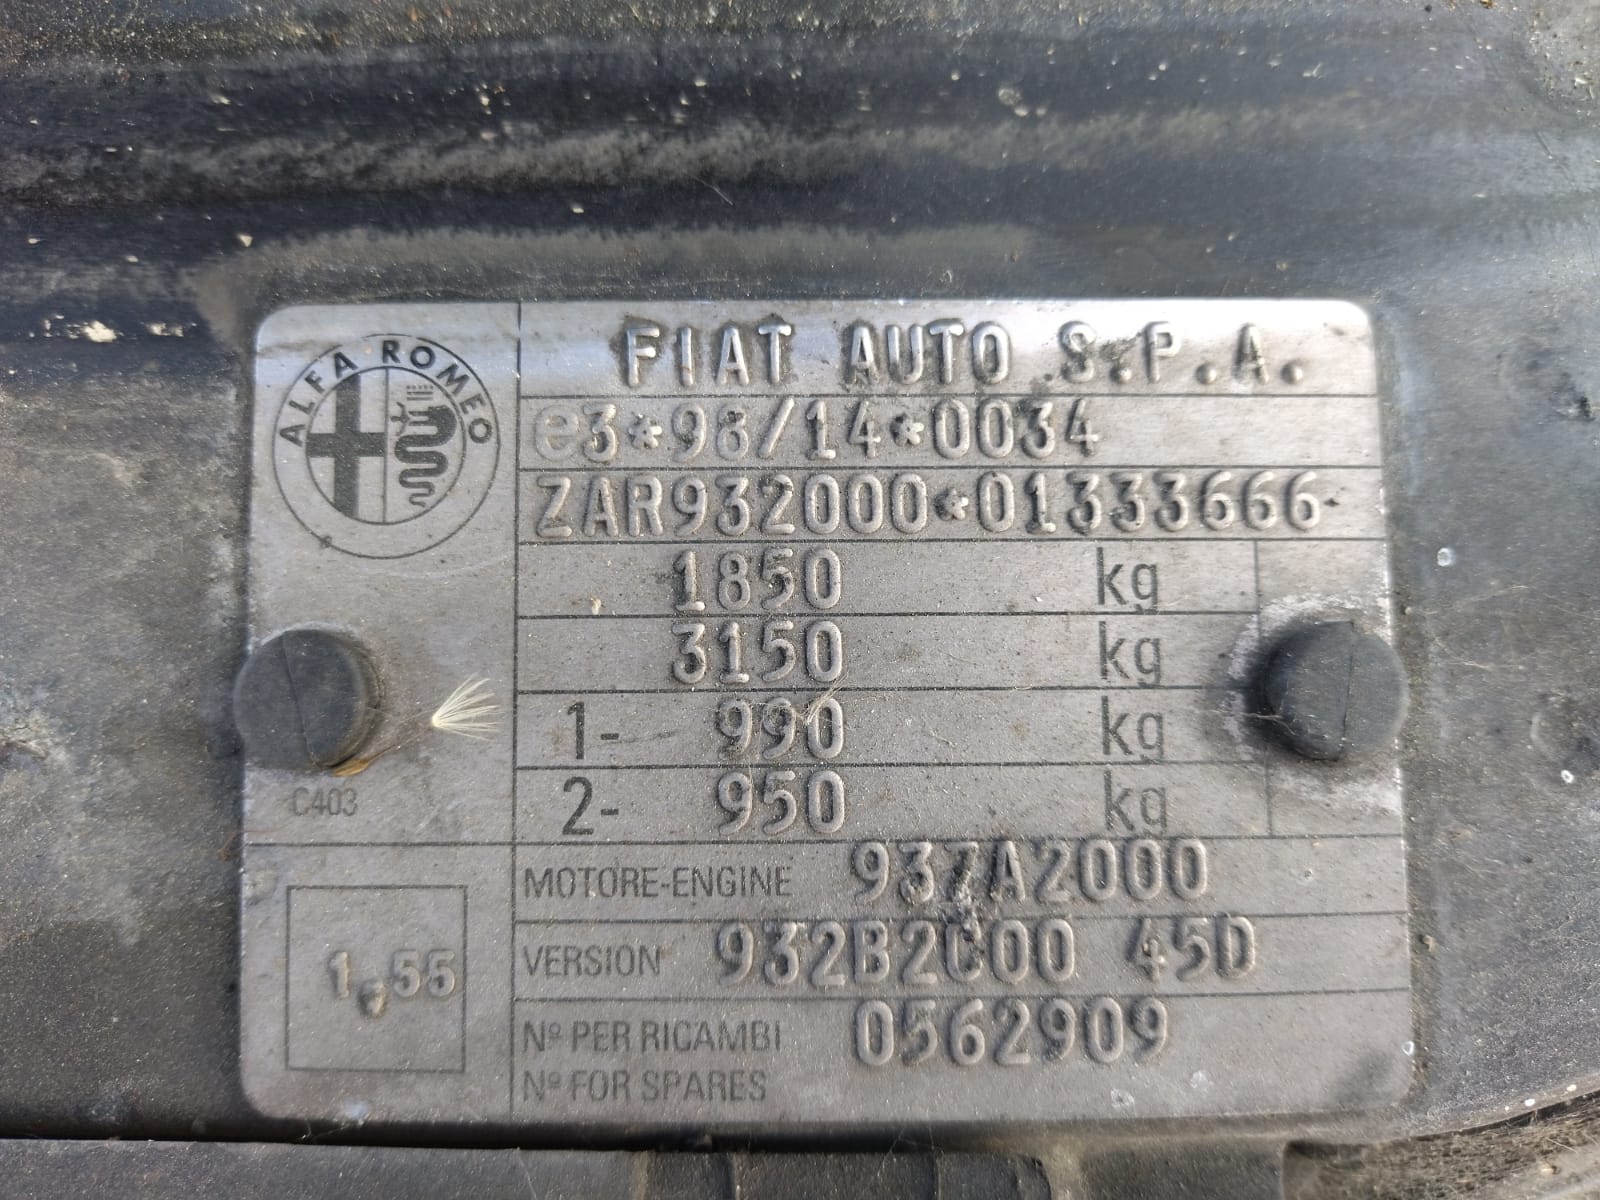 ALFA ROMEO
FIAT AUTO S.P.A.
e3*98/14*0034
ZAR932000*01333666
1850 kg
3150 kg
1- 990 kg
2- 950 kg
C403
MOTORE-ENGINE 937A2000
VERSION 932B2C00 45D
1,55
Nº PER RICAMBI 0562909
Nº FOR SPARES